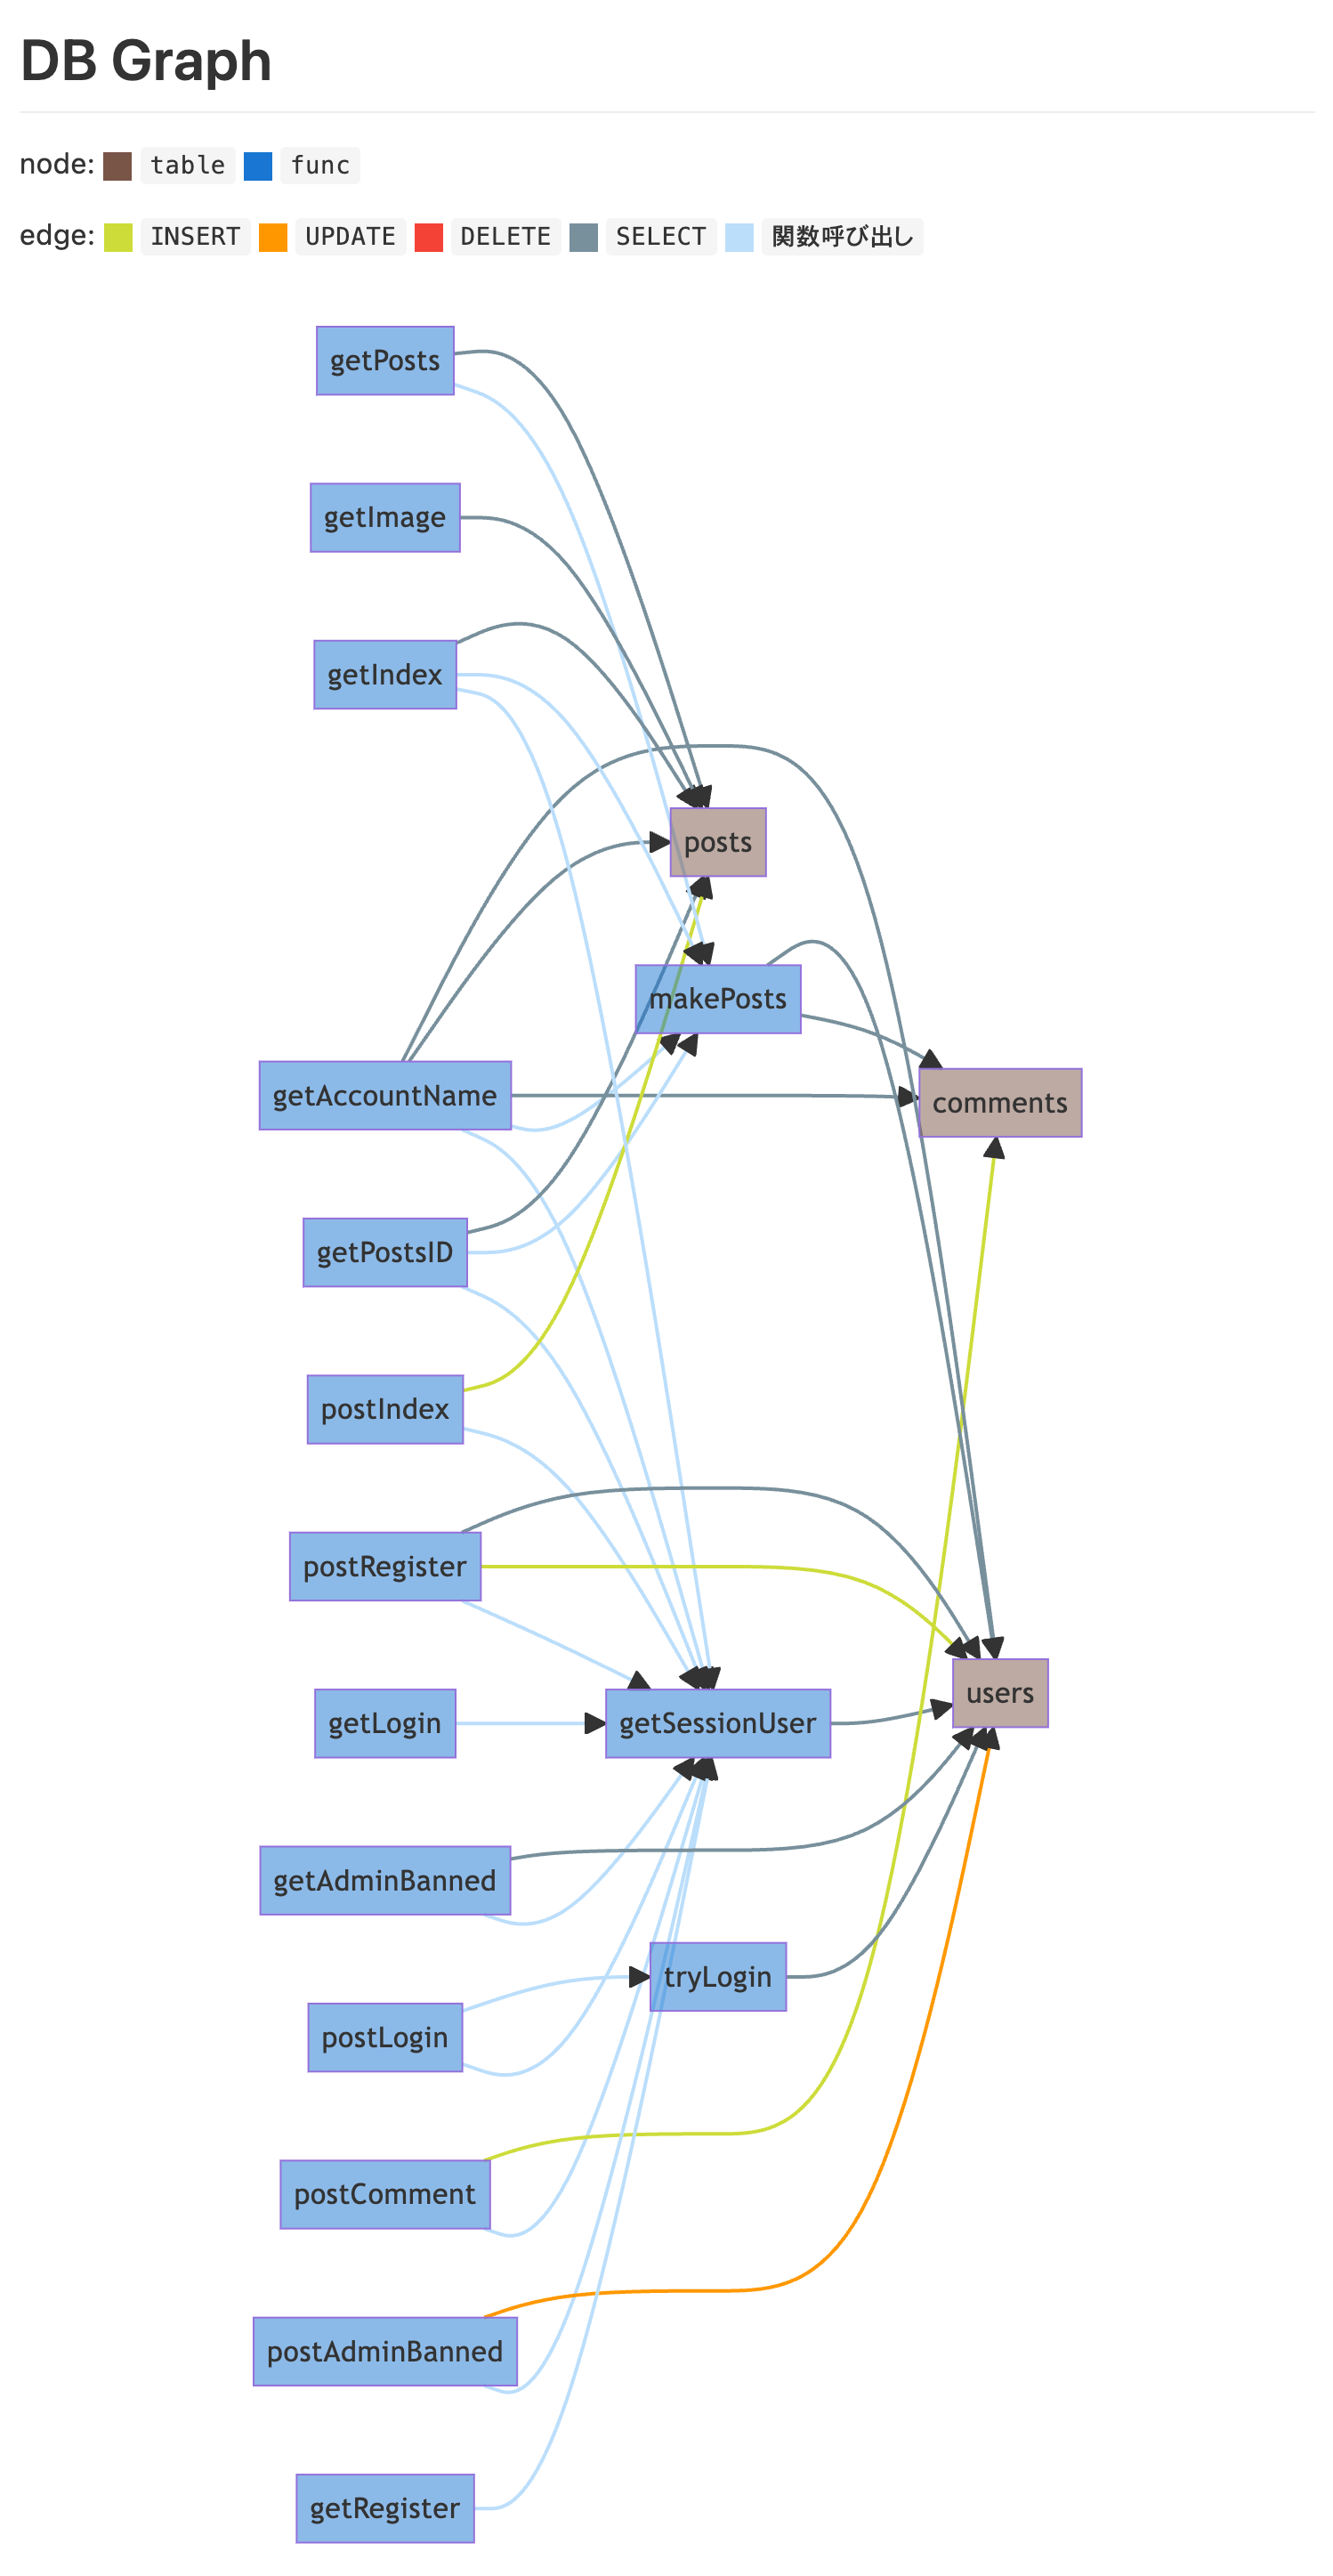 DB Graph
node: table func
edge: INSERT UPDATE DELETE SELECT 関数呼び出し
getPosts
getImage
getIndex
posts
makePosts
getAccountName
comments
getPostsID
postIndex
postRegister
users
getLogin
getSessionUser
getAdminBanned
tryLogin
postLogin
postComment
postAdminBanned
getRegister